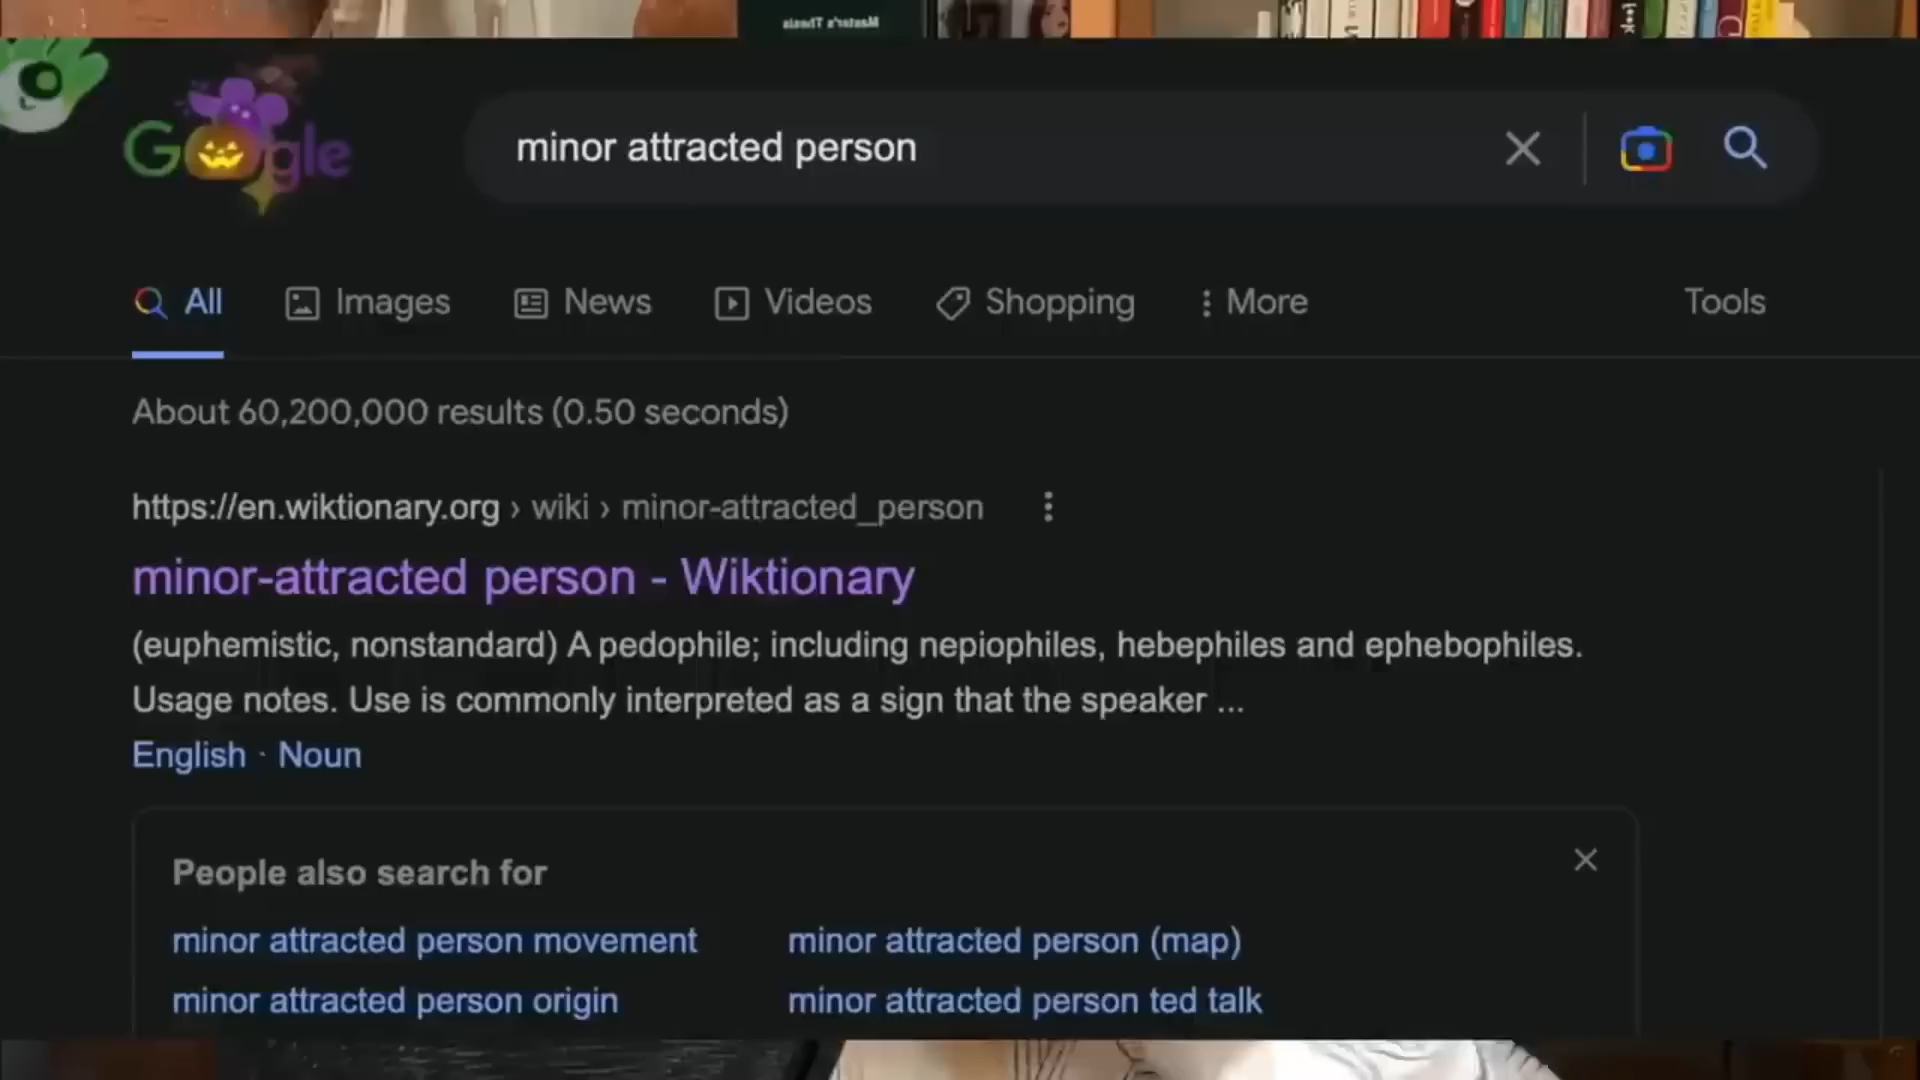 Master's Thesis
Google
minor attracted person
All
Images
News
Videos
Shopping
More
Tools
About 60,200,000 results (0.50 seconds)
https://en.wiktionary.org › wiki › minor-attracted_person
minor-attracted person - Wiktionary
(euphemistic, nonstandard) A pedophile; including nepiophiles, hebephiles and ephebophiles.
Usage notes. Use is commonly interpreted as a sign that the speaker ...
English · Noun
People also search for
minor attracted person movement
minor attracted person (map)
minor attracted person origin
minor attracted person ted talk